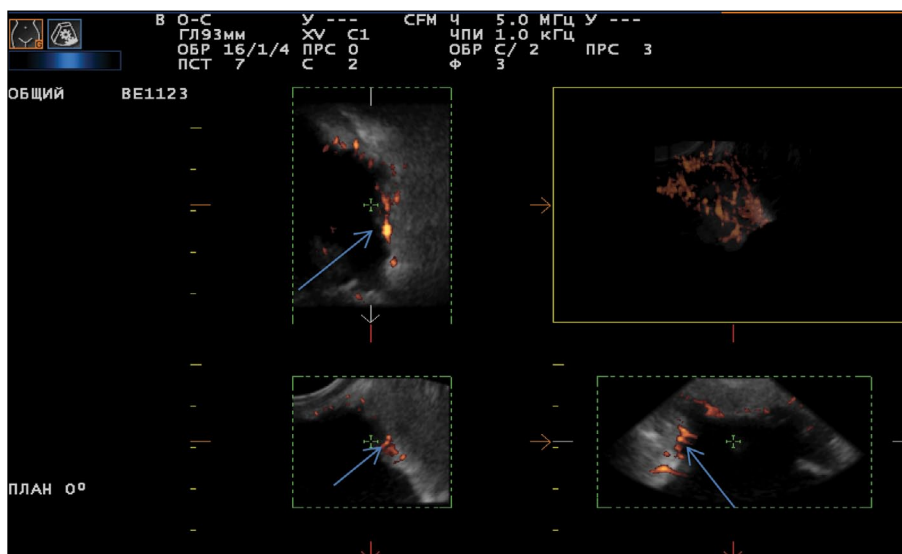 В О-С У --- CFM Ч 5.0 МГЦ У ---
ГЛ93мм XV С1 ЧПИ 1.0 кГц
ОБР 16/1/4 ПРС 0 ОБР С/ 2 ПРС 3
ПСТ 7 С 2 Ф 3
ОБЩИЙ ВЕ1123
ПЛАН 0º